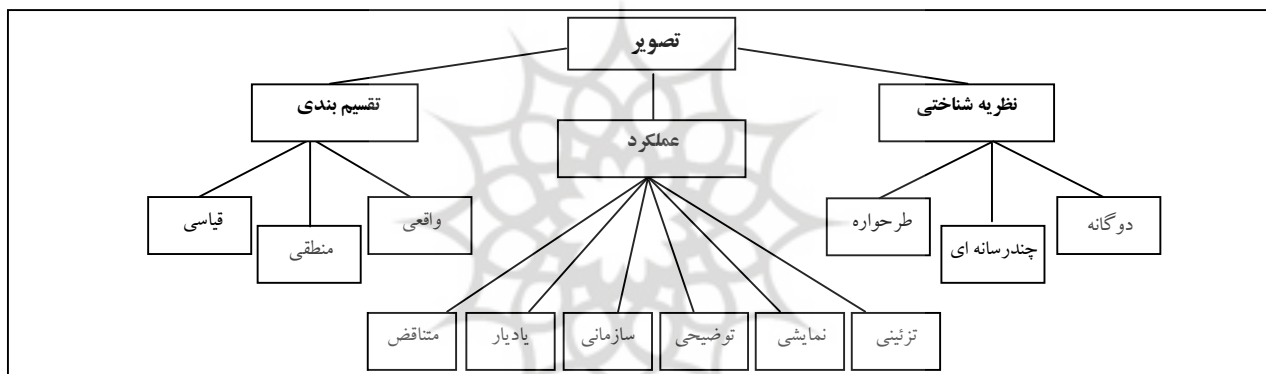 تصویر
نظریه شناختی
عملکرد
تقسیم بندی
دوگانه
چندرسانه ای
طرحواره
واقعی
منطقی
قیاسی
تزئینی
نمایشی
توضیحی
سازمانی
یادیار
متناقض